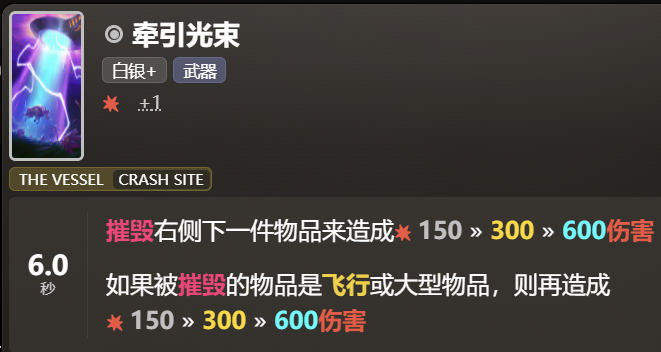 牵引光束
白银+ 武器
+1
THE VESSEL CRASH SITE
6.0
秒
摧毁右侧下一件物品来造成 150 » 300 » 600伤害
如果被摧毁的物品是飞行或大型物品，则再造成
150 » 300 » 600伤害